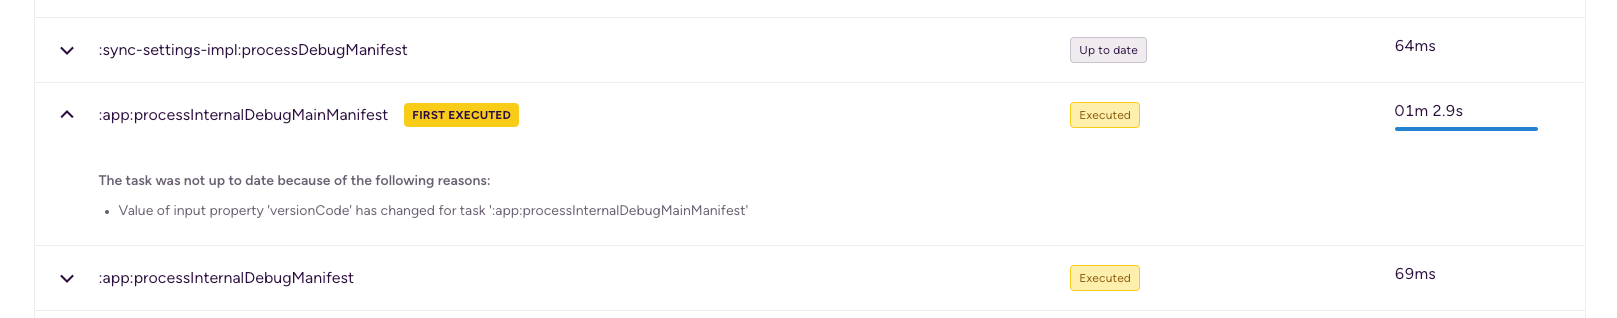 :sync-settings-impl:processDebugManifest Up to date 64ms
:app:processInternalDebugMainManifest FIRST EXECUTED Executed 01m 2.9s
The task was not up to date because of the following reasons:
• Value of input property 'versionCode' has changed for task ':app:processInternalDebugMainManifest'
:app:processInternalDebugManifest Executed 69ms